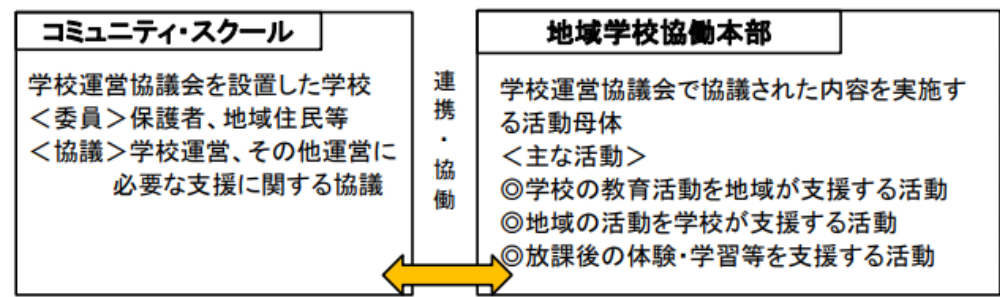 コミュニティ・スクール
学校運営協議会を設置した学校
＜委員＞保護者、地域住民等
＜協議＞学校運営、その他運営に
必要な支援に関する協議
連携・協働
地域学校協働本部
学校運営協議会で協議された内容を実施す
る活動母体
＜主な活動＞
◎学校の教育活動を地域が支援する活動
◎地域の活動を学校が支援する活動
◎放課後の体験・学習等を支援する活動